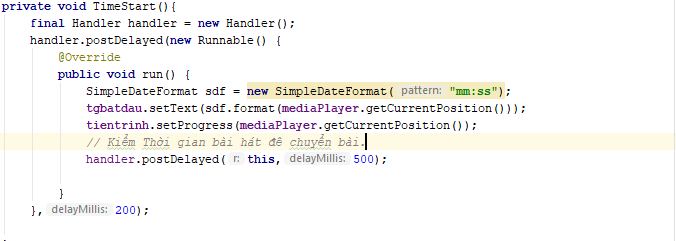 private void TimeStart(){
final Handler handler = new Handler();
handler.postDelayed(new Runnable() {
@Override
public void run() {
SimpleDateFormat sdf = new SimpleDateFormat( pattern: "mm:ss");
tgbatdau.setText(sdf.format(mediaPlayer.getCurrentPosition()));
tientrinh.setProgress(mediaPlayer.getCurrentPosition());
// Kiểm Thời gian bài hát để chuyển bài.
handler.postDelayed( r: this, delayMillis: 500);
}
}, delayMillis: 200);